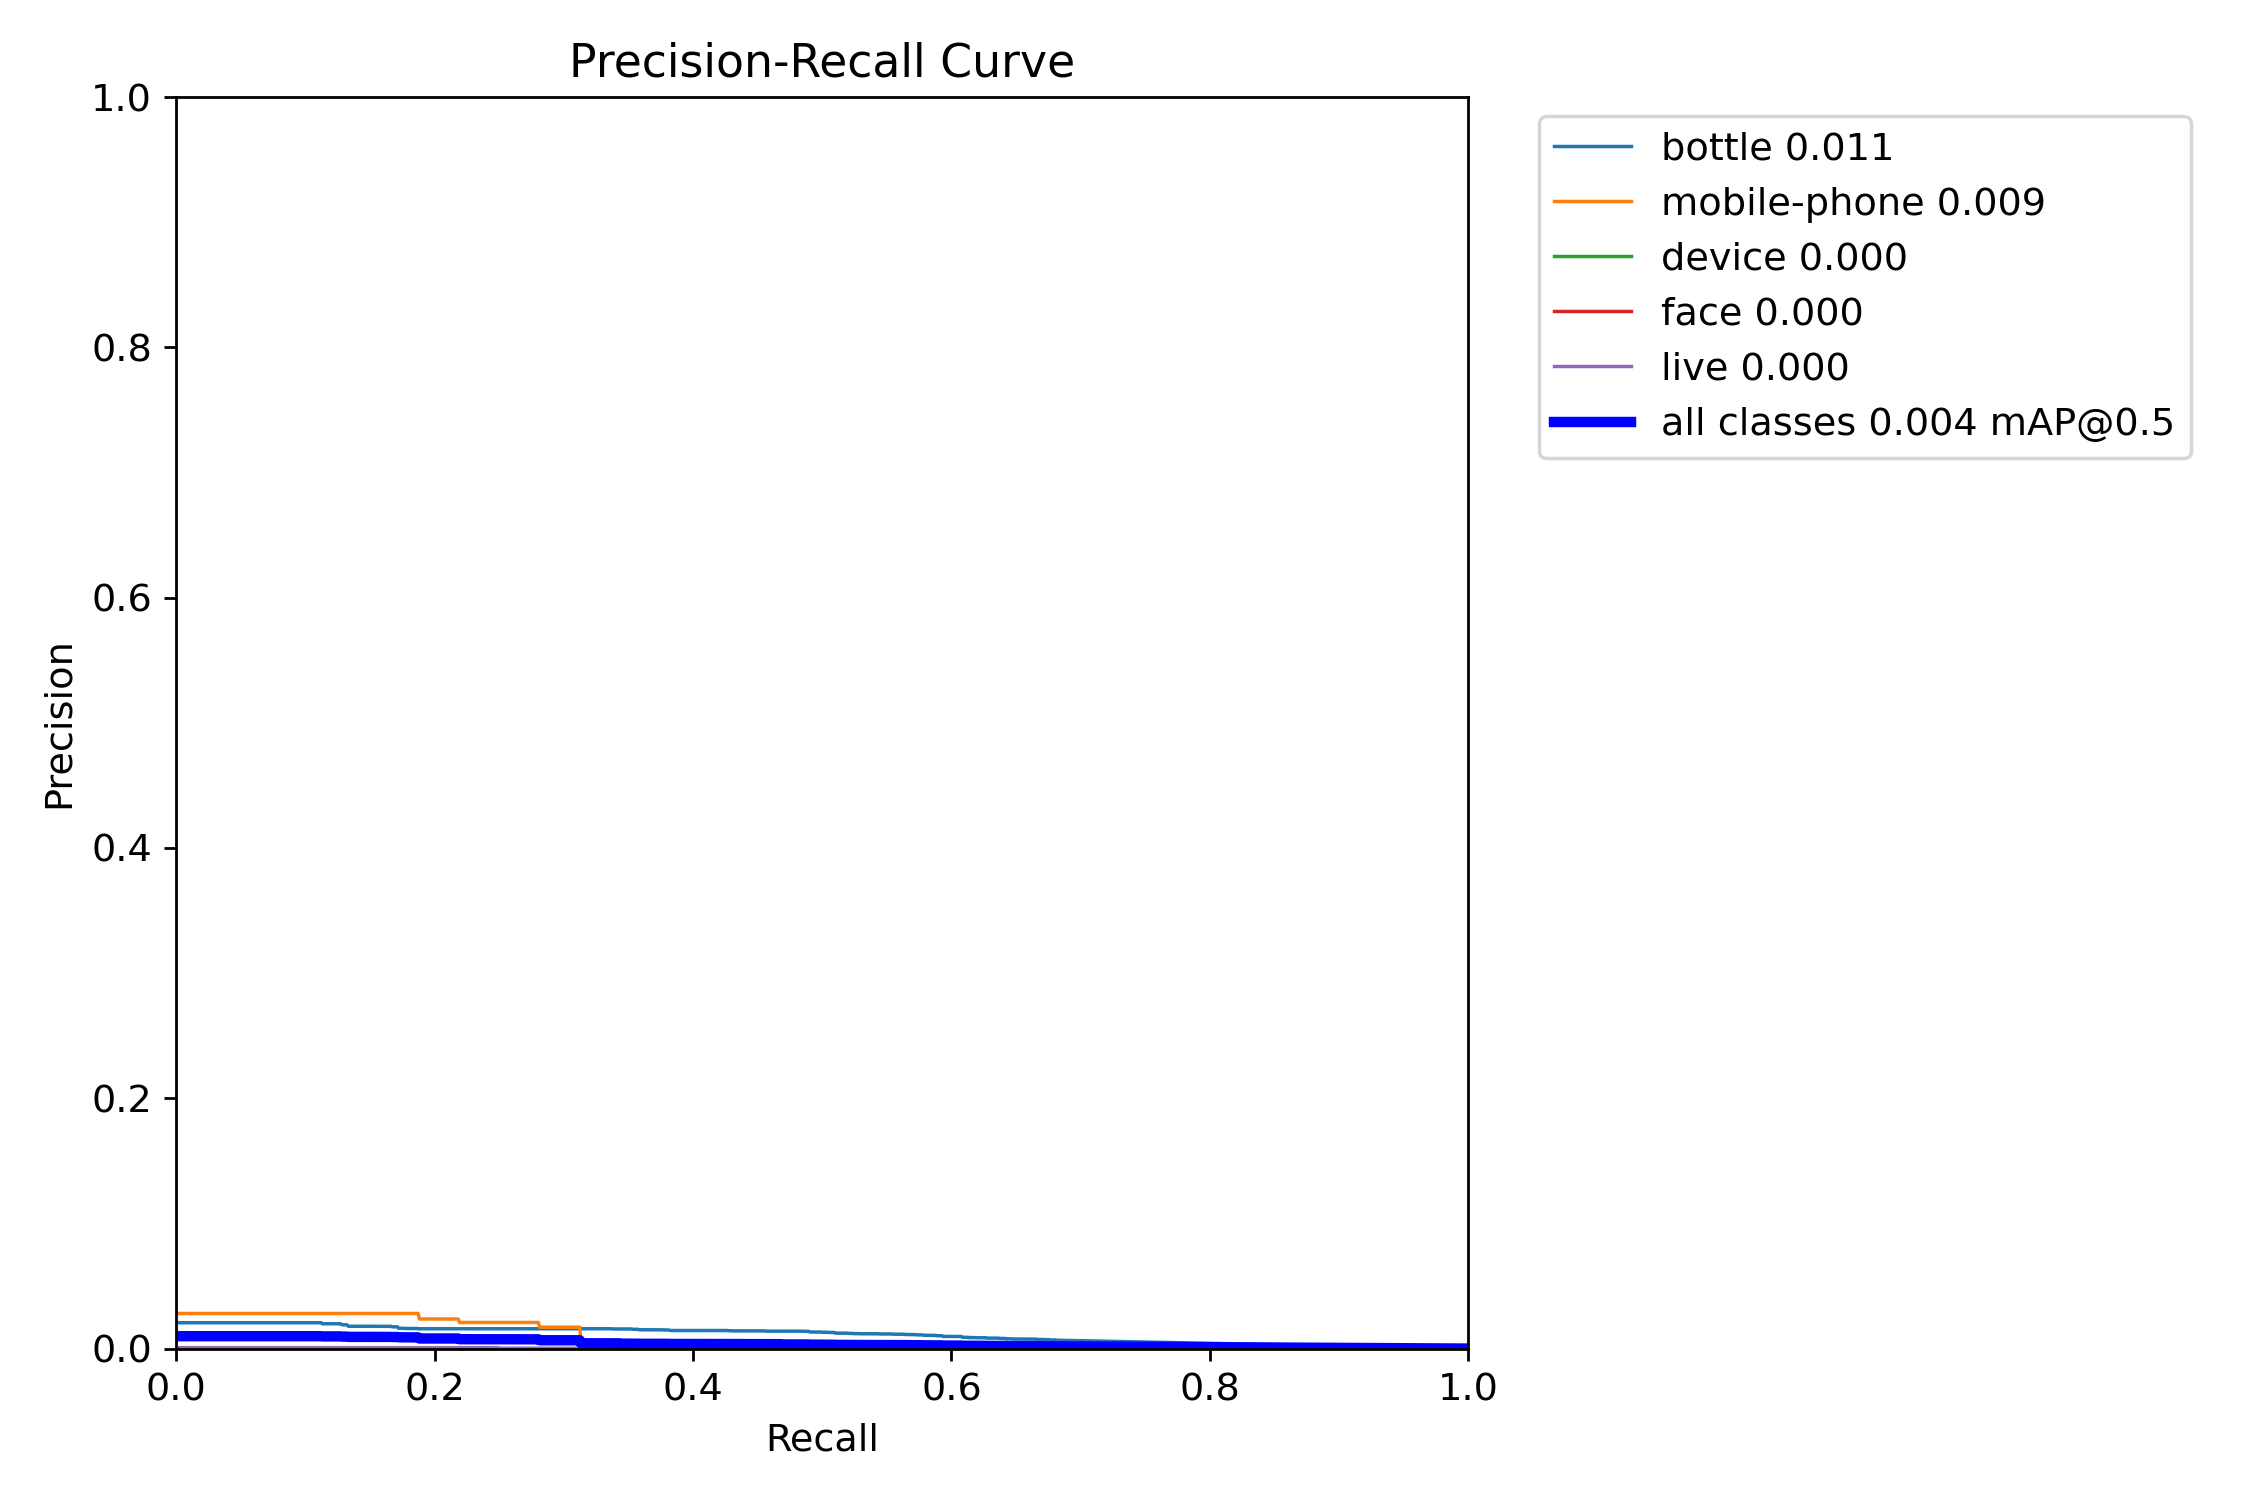 Precision-Recall Curve
1.0
0.8
0.6
0.4
0.2
0.0
Precision
0.0 0.2 0.4 0.6 0.8 1.0
Recall
bottle 0.011
mobile-phone 0.009
device 0.000
face 0.000
live 0.000
all classes 0.004 mAP@0.5